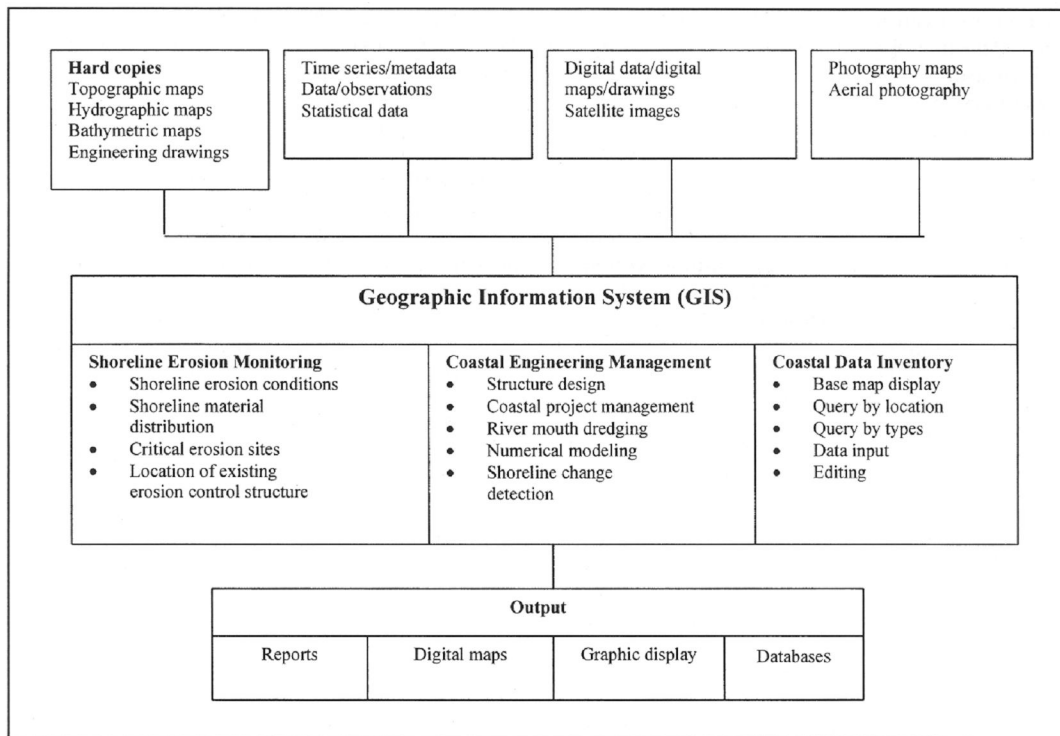 Hard copies
Topographic maps
Hydrographic maps
Bathymetric maps
Engineering drawings
Time series/metadata
Data/observations
Statistical data
Digital data/digital
maps/drawings
Satellite images
Photography maps
Aerial photography
Geographic Information System (GIS)
Shoreline Erosion Monitoring
• Shoreline erosion conditions
• Shoreline material
distribution
• Critical erosion sites
• Location of existing
erosion control structure
Coastal Engineering Management
• Structure design
• Coastal project management
• River mouth dredging
• Numerical modeling
• Shoreline change
detection
Coastal Data Inventory
• Base map display
• Query by location
• Query by types
• Data input
• Editing
Output
Reports
Digital maps
Graphic display
Databases